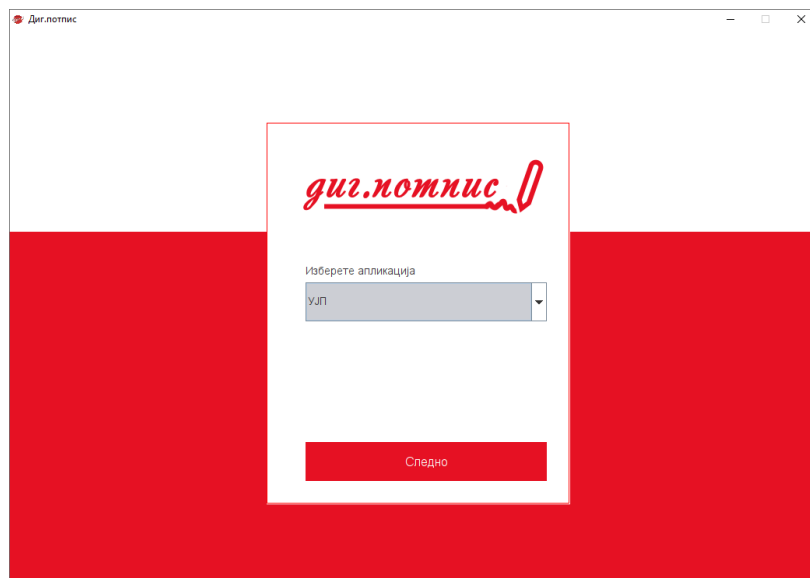 Диг.потпис
диг.потпис
Изберете апликација
УЈП
Следно